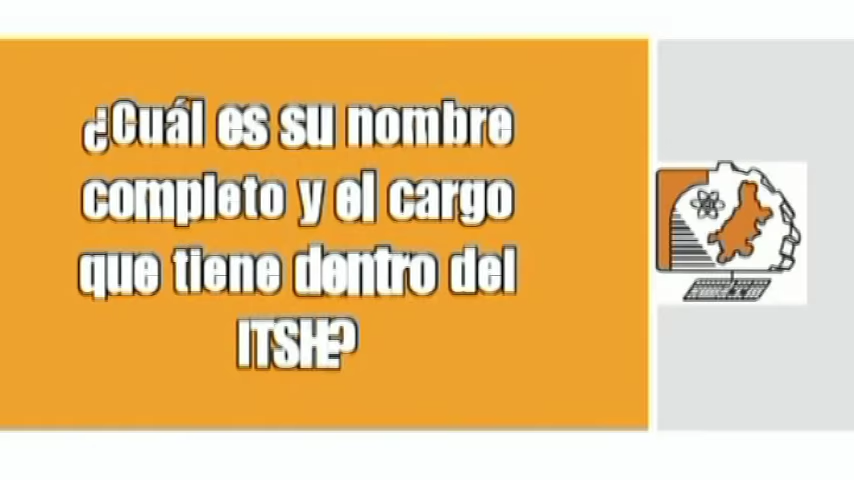 ¿Cuál es su nombre
completo y el cargo
que tiene dentro del
ITSH?